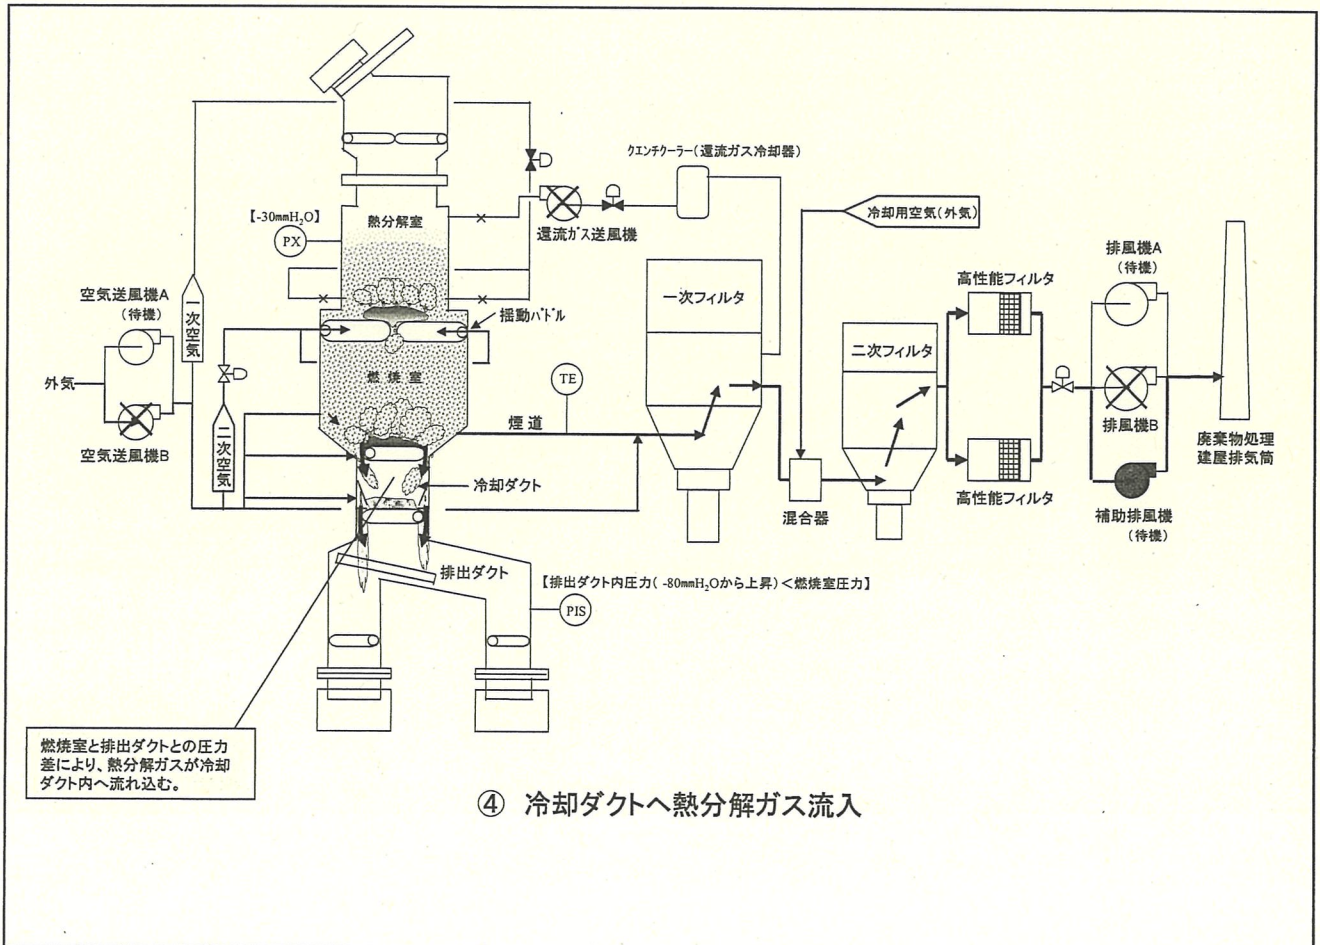 クエンチクーラー(還流ガス冷却器)
【-30mmH₂O】
PX
熱分解室
還流ガス送風機
冷却用空気(外気)
空気送風機A
(待機)
一次空気
外気
空気送風機B
二次空気
揺動パドル
燃焼室
TE
煙道
冷却ダクト
排出ダクト
【排出ダクト内圧力( -80mmH₂Oから上昇)<燃焼室圧力】
PIS
一次フィルタ
混合器
二次フィルタ
高性能フィルタ
高性能フィルタ
排風機A
(待機)
排風機B
補助排風機
(待機)
廃棄物処理
建屋排気筒
燃焼室と排出ダクトとの圧力
差により、熱分解ガスが冷却
ダクト内へ流れ込む。
④ 冷却ダクトへ熱分解ガス流入